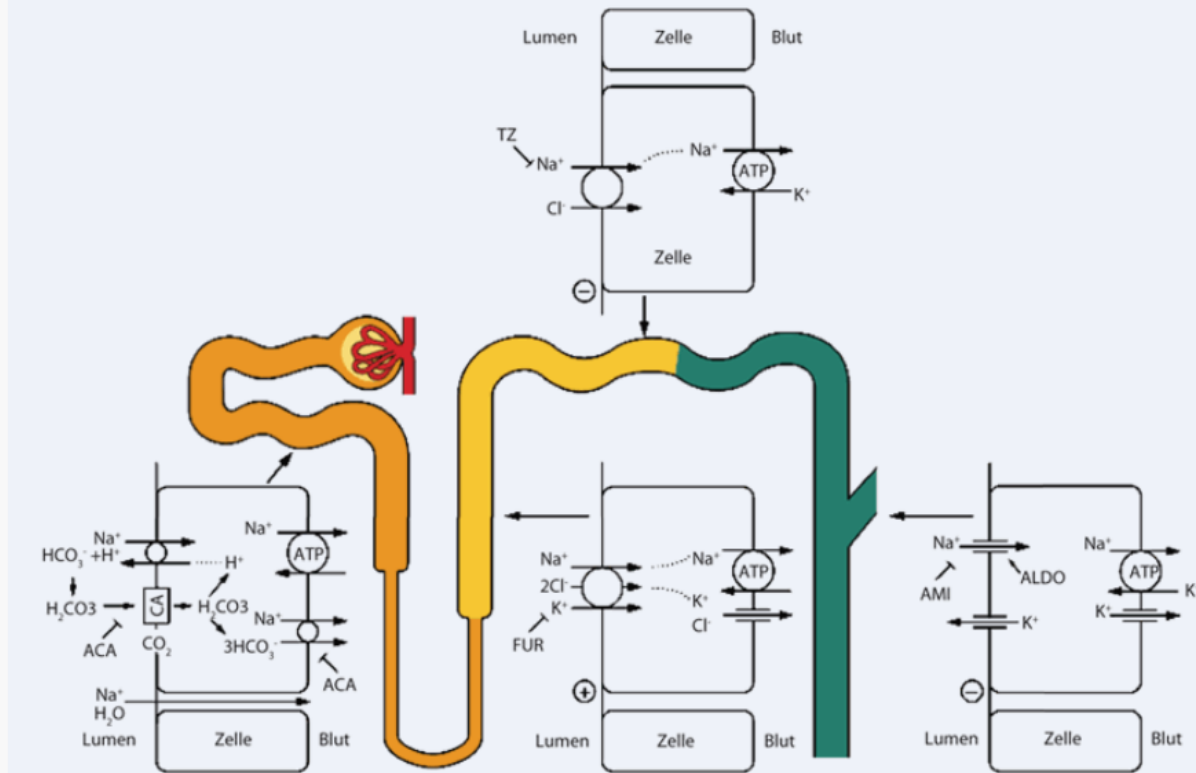 Lumen Zelle Blut
TZ
Na⁺ Na⁺
ATP
Cl⁻ K⁺
Zelle
−
Na⁺ Na⁺
HCO₃⁻ +H⁺ H⁺ ATP
H₂CO3 CA H₂CO3 Na⁺
ACA CO₂ 3HCO₃⁻
ACA
Na⁺
H₂O
Lumen Zelle Blut
Na⁺ Na⁺
2Cl⁻ ATP
K⁺ K⁺
Cl⁻
FUR
+
Lumen Zelle Blut
Na⁺ Na⁺
ALDO ATP
AMI K
K⁺ K⁺
−
Lumen Zelle Blut